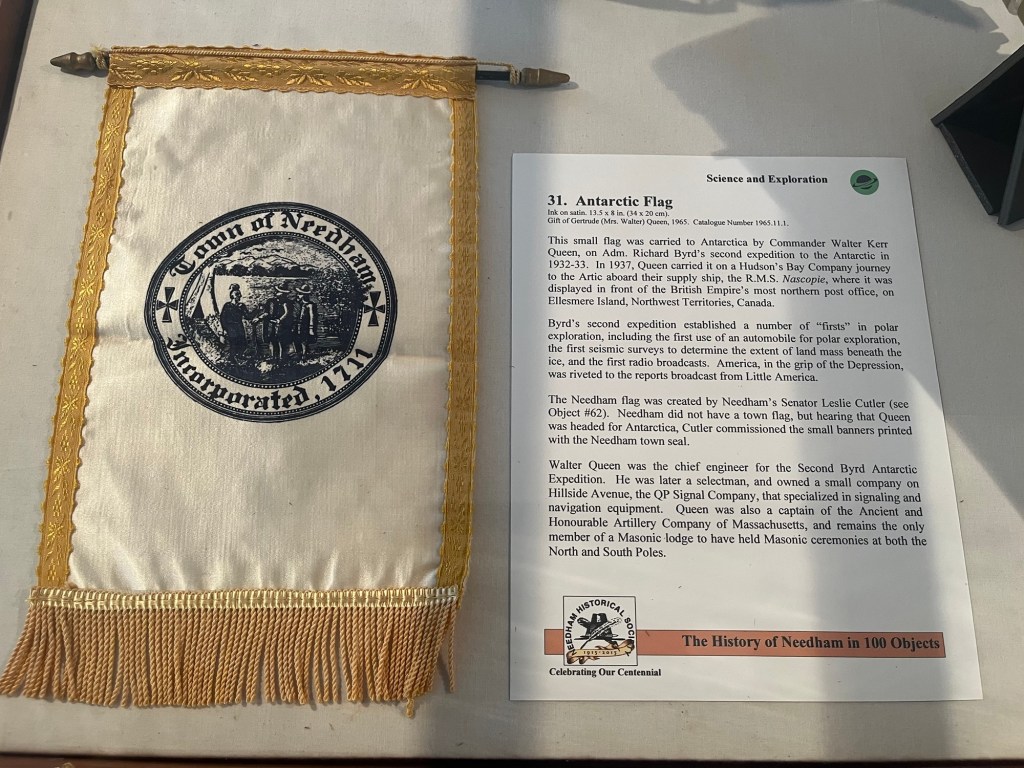 Town of Needham
Incorporated, 1711
Science and Exploration
31. Antarctic Flag
Ink on satin. 13.5 x 8 in. (34 x 20 cm).
Gift of Gertrude (Mrs. Walter) Queen, 1965. Catalogue Number 1965.11.1.
This small flag was carried to Antarctica by Commander Walter Kerr
Queen, on Adm. Richard Byrd's second expedition to the Antarctic in
1932-33. In 1937, Queen carried it on a Hudson's Bay Company journey
to the Artic aboard their supply ship, the R.M.S. Nascopie, where it was
displayed in front of the British Empire's most northern post office, on
Ellesmere Island, Northwest Territories, Canada.
Byrd's second expedition established a number of "firsts" in polar
exploration, including the first use of an automobile for polar exploration,
the first seismic surveys to determine the extent of land mass beneath the
ice, and the first radio broadcasts. America, in the grip of the Depression,
was riveted to the reports broadcast from Little America.
The Needham flag was created by Needham's Senator Leslie Cutler (see
Object #62). Needham did not have a town flag, but hearing that Queen
was headed for Antarctica, Cutler commissioned the small banners printed
with the Needham town seal.
Walter Queen was the chief engineer for the Second Byrd Antarctic
Expedition. He was later a selectman, and owned a small company on
Hillside Avenue, the QP Signal Company, that specialized in signaling and
navigation equipment. Queen was also a captain of the Ancient and
Honourable Artillery Company of Massachusetts, and remains the only
member of a Masonic lodge to have held Masonic ceremonies at both the
North and South Poles.
NEEDHAM HISTORICAL SOCIETY
1915-2015
The History of Needham in 100 Objects
Celebrating Our Centennial